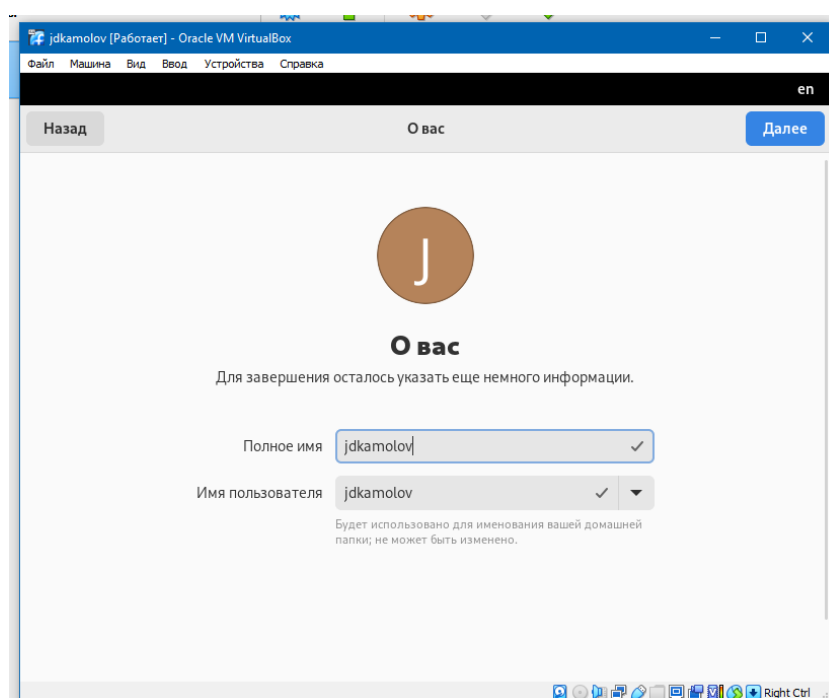 jdkamolov [Работает] - Oracle VM VirtualBox
Файл Машина Вид Ввод Устройства Справка
en
Назад О вас Далее
J
О вас
Для завершения осталось указать еще немного информации.
Полное имя jdkamolov
Имя пользователя jdkamolov
Будет использовано для именования вашей домашней
папки; не может быть изменено.
Right Ctrl